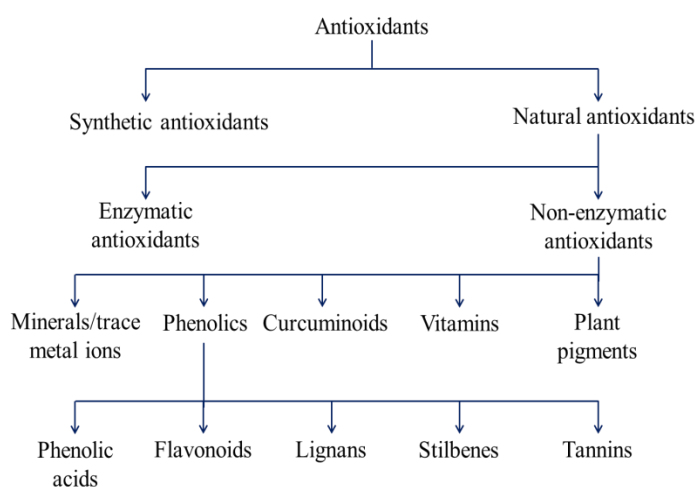 Antioxidants
Synthetic antioxidants
Natural antioxidants
Enzymatic
antioxidants
Non-enzymatic
antioxidants
Minerals/trace
metal ions
Phenolics
Curcuminoids
Vitamins
Plant
pigments
Phenolic
acids
Flavonoids
Lignans
Stilbenes
Tannins